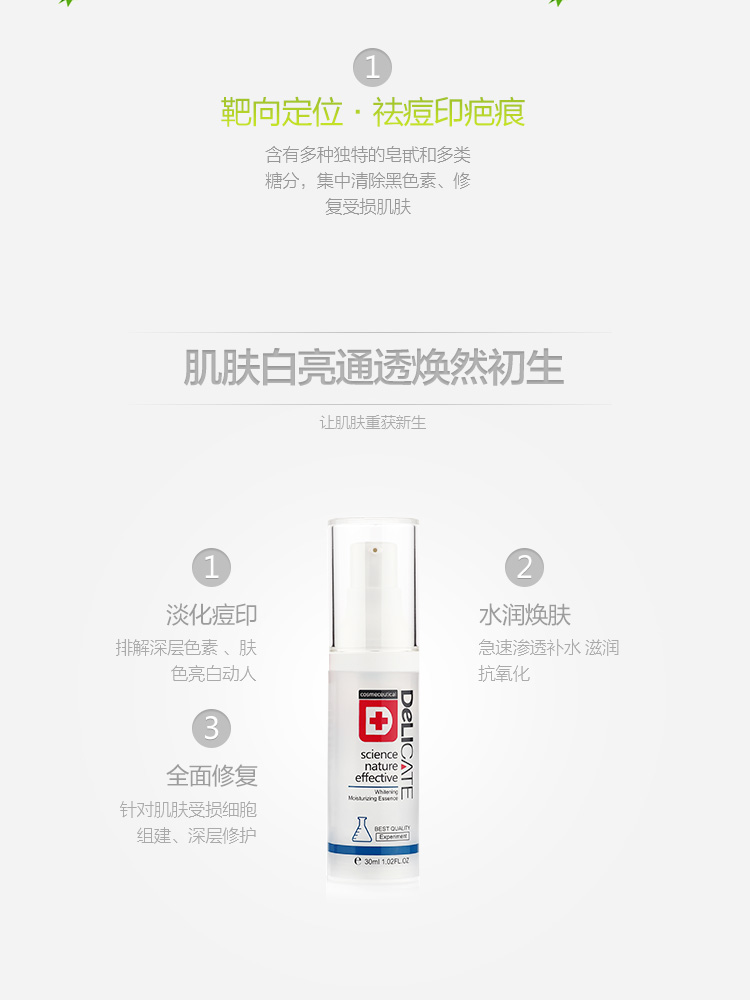 1
靶向定位·祛痘印疤痕
含有多种独特的皂甙和多类
糖分，集中清除黑色素、修
复受损肌肤
肌肤白亮通透焕然初生
让肌肤重获新生
1
淡化痘印
排解深层色素 、肤
色亮白动人
2
水润焕肤
急速渗透补水 滋润
抗氧化
3
全面修复
针对肌肤受损细胞
组建、深层修护
cosmeceutical
D
DeLICATE
science
nature
effective
Whitening
Moisturizing Essence
BEST QUALITY
Experiment
e 30ml 1.02FL.OZ